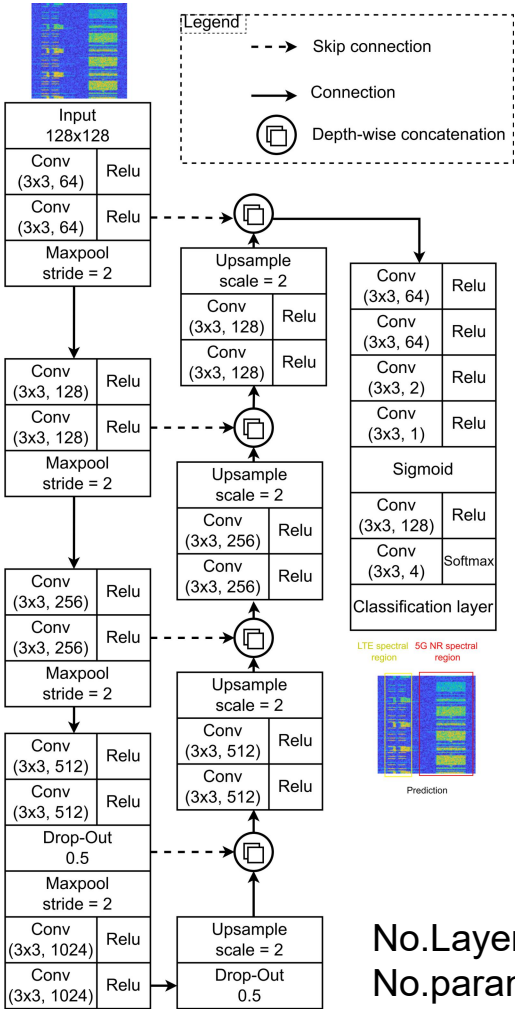 Legend
Skip connection
Connection
Depth-wise concatenation
Input
128x128
Conv
(3x3, 64)
Relu
Conv
(3x3, 64)
Relu
Maxpool
stride = 2
Conv
(3x3, 128)
Relu
Conv
(3x3, 128)
Relu
Maxpool
stride = 2
Conv
(3x3, 256)
Relu
Conv
(3x3, 256)
Relu
Maxpool
stride = 2
Conv
(3x3, 512)
Relu
Conv
(3x3, 512)
Relu
Drop-Out
0.5
Maxpool
stride = 2
Conv
(3x3, 1024)
Relu
Conv
(3x3, 1024)
Relu
Upsample
scale = 2
Conv
(3x3, 128)
Relu
Conv
(3x3, 128)
Relu
Upsample
scale = 2
Conv
(3x3, 256)
Relu
Conv
(3x3, 256)
Relu
Upsample
scale = 2
Conv
(3x3, 512)
Relu
Conv
(3x3, 512)
Relu
Upsample
scale = 2
Drop-Out
0.5
Conv
(3x3, 64)
Relu
Conv
(3x3, 64)
Relu
Conv
(3x3, 2)
Relu
Conv
(3x3, 1)
Relu
Sigmoid
Conv
(3x3, 128)
Relu
Conv
(3x3, 4)
Softmax
Classification layer
LTE spectral
region
5G NR spectral
region
Prediction
No.Layer
No.paran